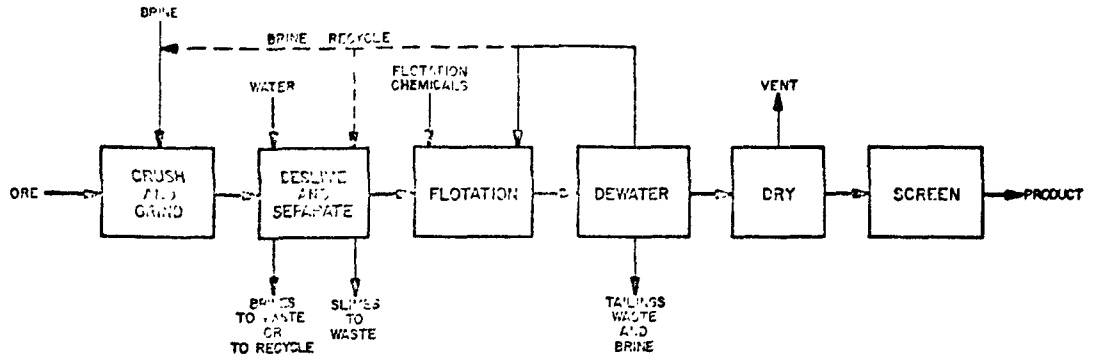 BRINE
BRINE RECYCLE
FLOTATION
CHEMICALS
WATER
VENT
ORE
CRUSH
AND
GRIND
DESLIME
AND
SEPARATE
FLOTATION
DEWATER
DRY
SCREEN
PRODUCT
BRINES
TO WASTE
OR
TO RECYCLE
SLIMES
TO
WASTE
TAILINGS
WASTE
AND
BRINE